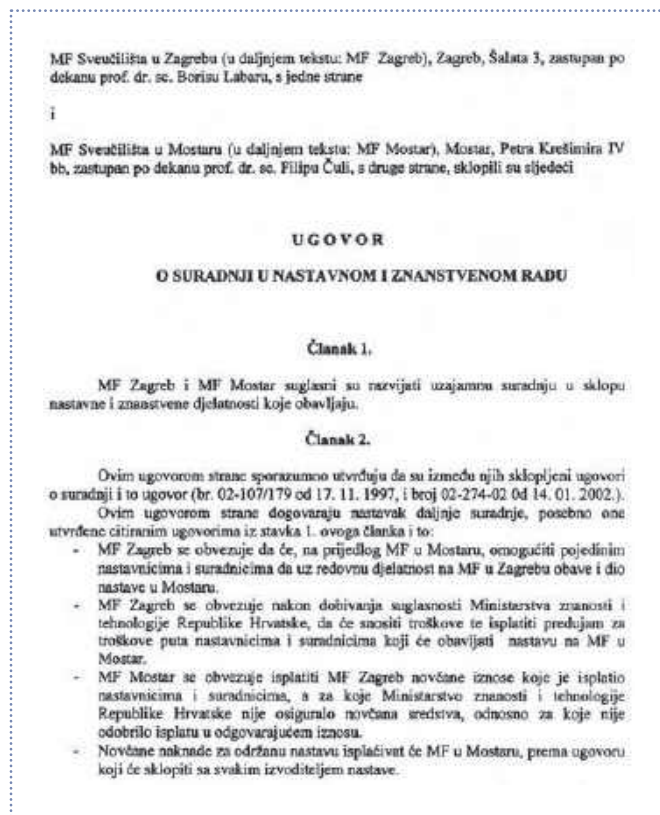 MF Sveučilišta u Zagrebu (u daljnjem tekstu: MF Zagreb), Zagreb, Šalata 3, zastupan po
dekanu prof. dr. sc. Borisu Labaru, s jedne strane
i
MF Sveučilišta u Mostaru (u daljnjem tekstu: MF Mostar), Mostar, Petra Krešimira IV
bb, zastupan po dekanu prof. dr. sc. Filipu Čuli, s druge strane, sklopili su sljedeći
UGOVOR
O SURADNJI U NASTAVNOM I ZNANSTVENOM RADU
Članak 1.
MF Zagreb i MF Mostar suglasni su razvijati uzajamnu suradnju u sklopu
nastavne i znanstvene djelatnosti koje obavljaju.
Članak 2.
Ovim ugovorom strane sporazumno utvrđuju da su između njih sklopljeni ugovori
o suradnji i to ugovor (br. 02-107/179 od 17. 11. 1997, i broj 02-274-02 0d 14. 01. 2002.).
Ovim ugovorom strane dogovaraju nastavak daljnje suradnje, posebno one
utvrđene citiranim ugovorima iz stavka 1. ovoga članka i to:
- MF Zagreb se obvezuje da će, na prijedlog MF u Mostaru, omogućiti pojedinim
nastavnicima i suradnicima da uz redovnu djelatnost na MF u Zagrebu obave i dio
nastave u Mostaru.
- MF Zagreb se obvezuje nakon dobivanja suglasnosti Ministarstva znanosti i
tehnologije Republike Hrvatske, da će snositi troškove te isplatiti predujam za
troškove puta nastavnicima i suradnicima koji će obavijati nastavu na MF u
Mostar.
- MF Mostar se obvezuje isplatiti MF Zagreb novčane iznose koje je isplatio
nastavnicima i suradnicima, a za koje Ministarstvo znanosti i tehnologije
Republike Hrvatske nije osiguralo novčana sredstva, odnosno za koje nije
odobrilo isplatu u odgovarajućem iznosu.
- Novčane naknade za održanu nastavu isplaćivat će MF u Mostaru, prema ugovoru
koji će sklopiti sa svakim izvoditeljem nastave.